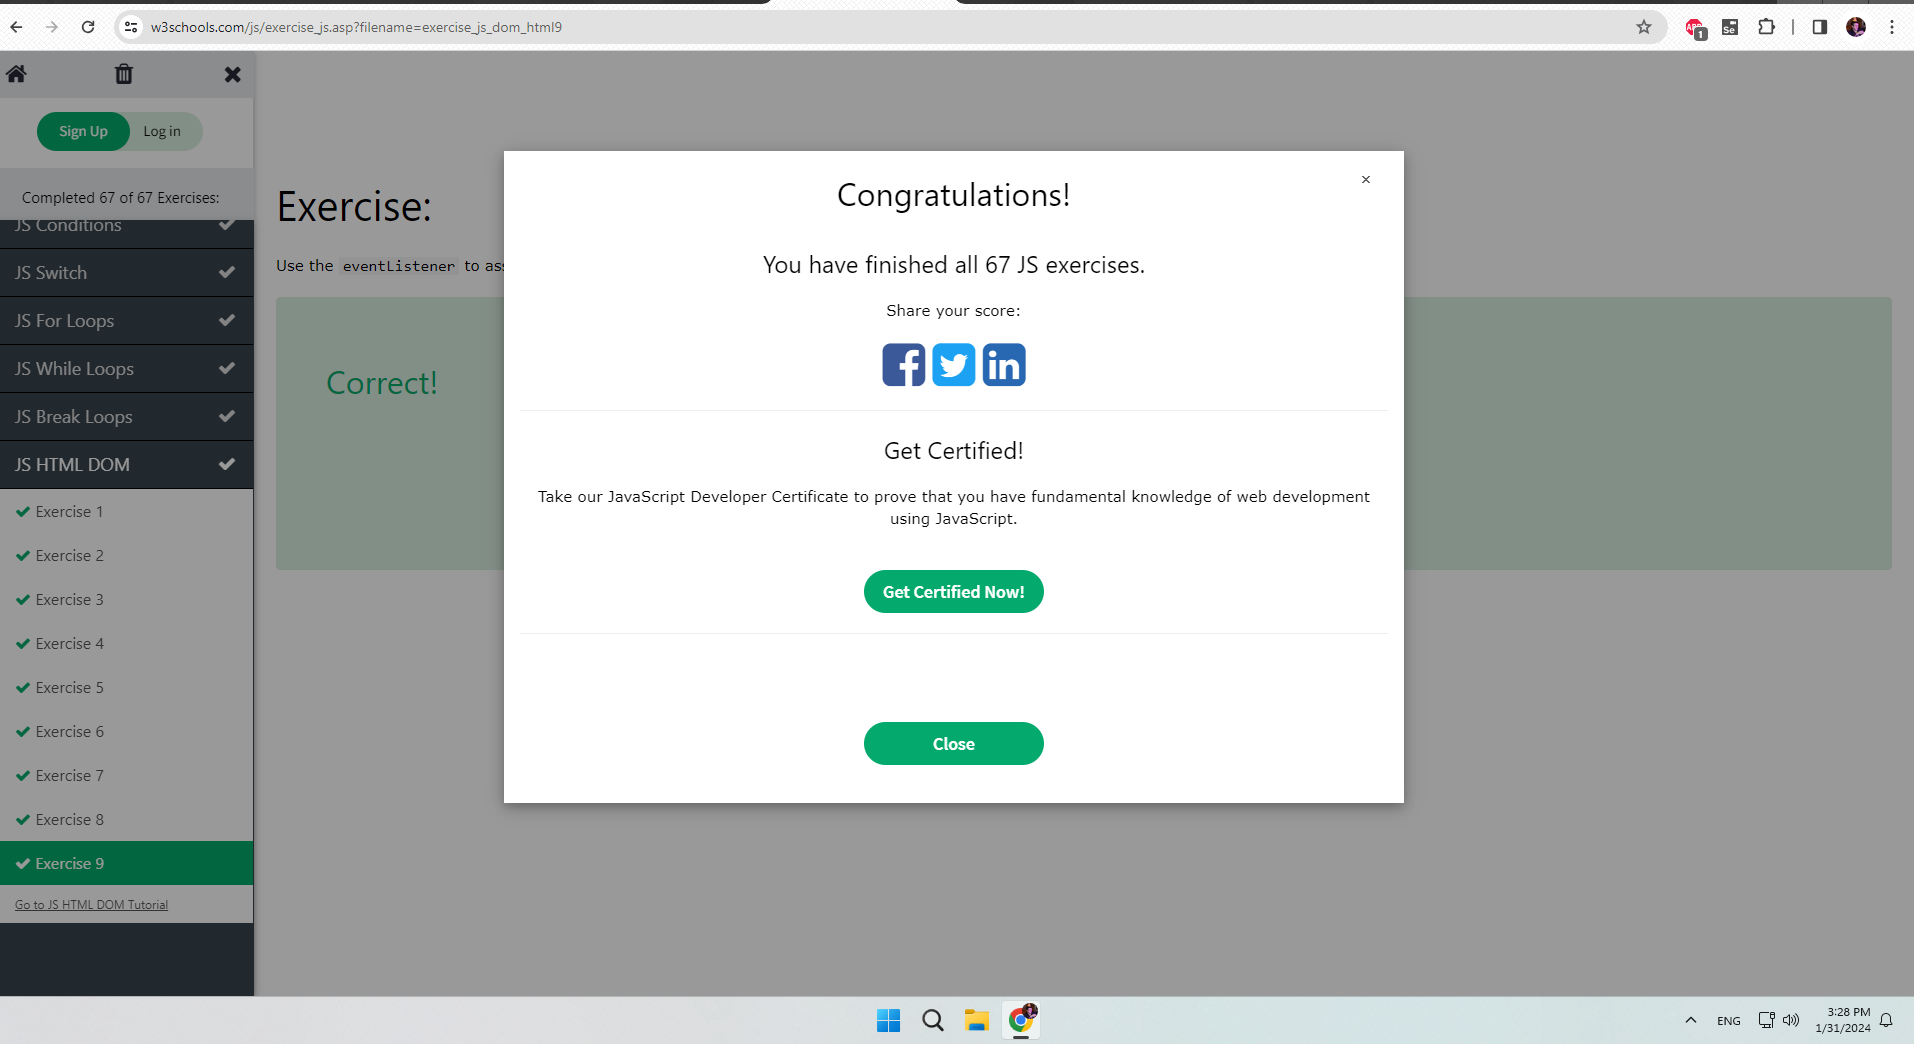 w3schools.com/js/exercise_js.asp?filename=exercise_js_dom_html9
1
Se
Sign Up
Log in
Completed 67 of 67 Exercises:
JS Conditions
JS Switch
JS For Loops
JS While Loops
JS Break Loops
JS HTML DOM
Exercise 1
Exercise 2
Exercise 3
Exercise 4
Exercise 5
Exercise 6
Exercise 7
Exercise 8
Exercise 9
Go to JS HTML DOM Tutorial
Exercise:
Use the eventListener to ass
Correct!
×
Congratulations!
You have finished all 67 JS exercises.
Share your score:
Get Certified!
Take our JavaScript Developer Certificate to prove that you have fundamental knowledge of web development
using JavaScript.
Get Certified Now!
Close
ENG
3:28 PM
1/31/2024